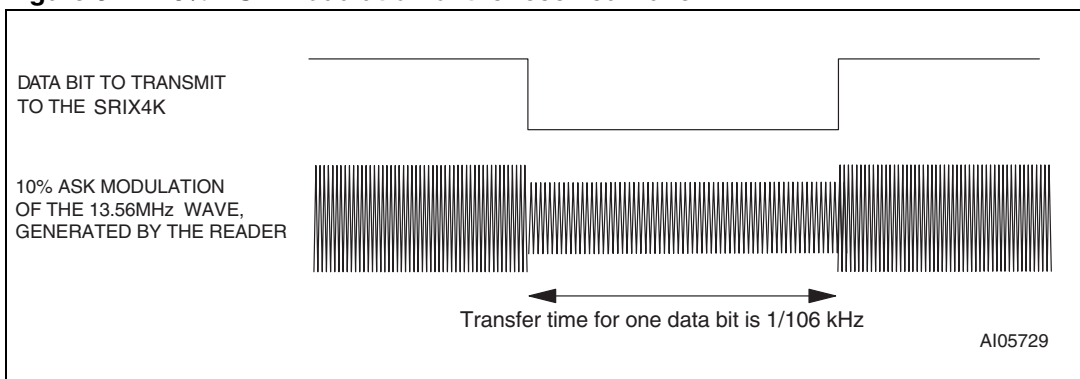 DATA BIT TO TRANSMIT
TO THE SRIX4K
10% ASK MODULATION
OF THE 13.56MHz WAVE,
GENERATED BY THE READER
Transfer time for one data bit is 1/106 kHz
AI05729